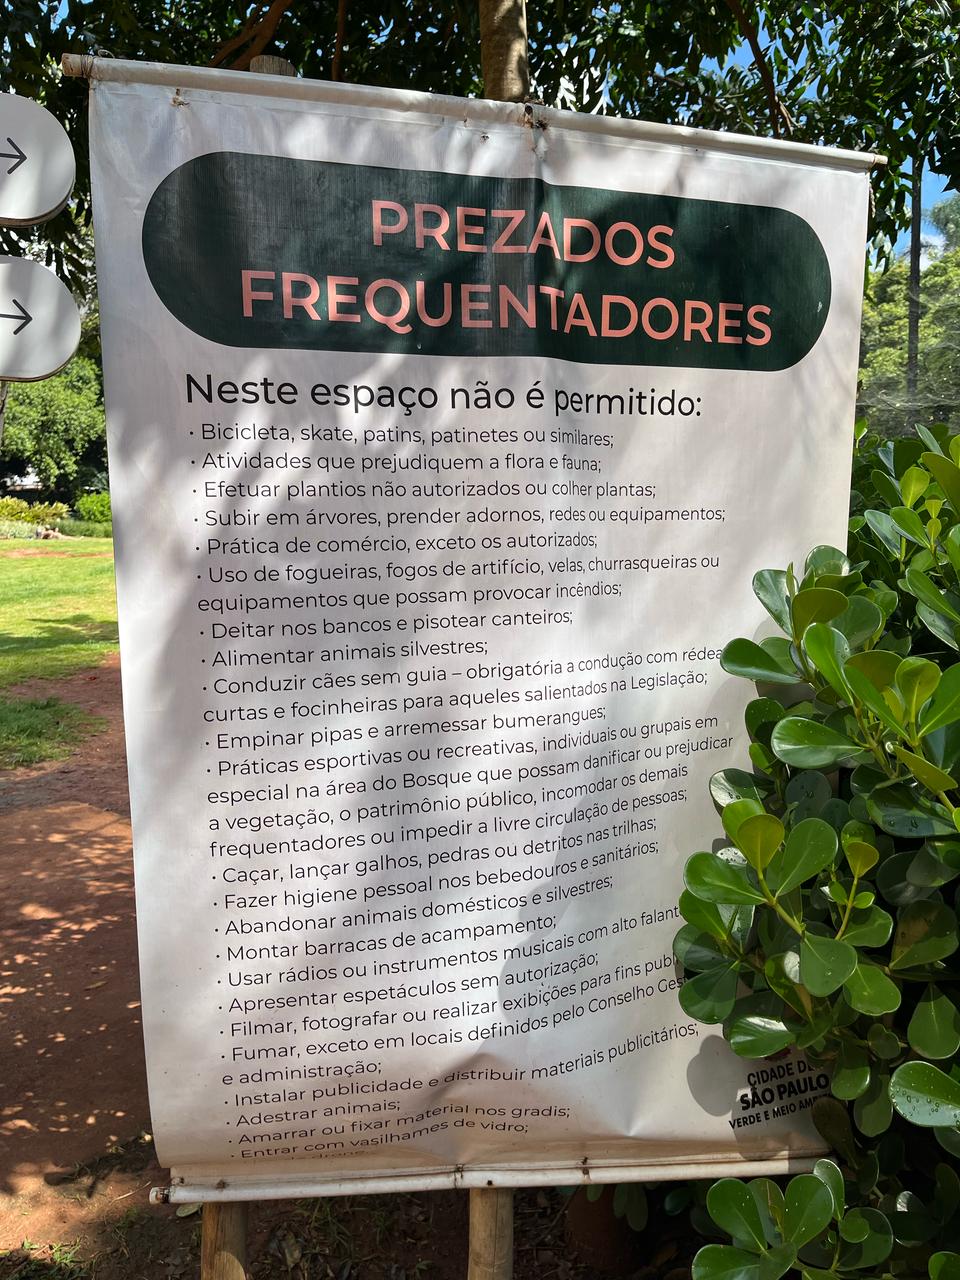 PREZADOS
FREQUENTADORES
Neste espaço não é permitido:
· Bicicleta, skate, patins, patinetes ou similares;
· Atividades que prejudiquem a flora e fauna;
· Efetuar plantios não autorizados ou colher plantas;
· Subir em árvores, prender adornos, redes ou equipamentos;
· Prática de comércio, exceto os autorizados;
· Uso de fogueiras, fogos de artifício, velas, churrasqueiras ou
equipamentos que possam provocar incêndios;
· Deitar nos bancos e pisotear canteiros;
· Alimentar animais silvestres;
· Conduzir cães sem guia – obrigatória a condução com
curtas e focinheiras para aqueles salientados na Legislação;
· Empinar pipas e arremessar bumerangues;
· Práticas esportivas ou recreativas, individuais ou grupais em
especial na área do Bosque que possam danificar ou prejudicar
a vegetação, o patrimônio público, incomodar os demais
frequentadores ou impedir a livre circulação de pessoas;
· Caçar, lançar galhos, pedras ou detritos nas trilhas;
· Fazer higiene pessoal nos bebedouros e sanitários;
· Abandonar animais domésticos e silvestres;
· Montar barracas de acampamento;
· Usar rádios ou instrumentos musicais com alto
· Apresentar espetáculos sem autorização;
· Filmar, fotografar ou realizar exibições para fins
· Fumar, exceto em locais definidos pelo Conselho
e administração;
· Instalar publicidade e distribuir materiais publicitários;
· Adestrar animais;
· Amarrar ou fixar material nos gradis;
· Entrar com vasilhames de vidro;
CIDADE
SÃO PAULO
VERDE E MEIO